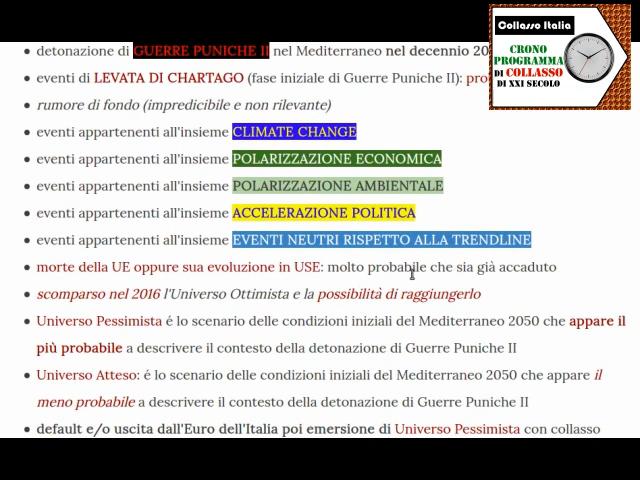 Collasso Italia
CRONO
PROGRAMMA
DI COLLASSO
DI XXI SECOLO
detonazione di GUERRE PUNICHE II nel Mediterraneo nel decennio
eventi di LEVATA DI CHARTAGO (fase iniziale di Guerre Puniche II):
rumore di fondo (impredicibile e non rilevante)
eventi appartenenti all'insieme CLIMATE CHANGE
eventi appartenenti all'insieme POLARIZZAZIONE ECONOMICA
eventi appartenenti all'insieme POLARIZZAZIONE AMBIENTALE
eventi appartenenti all'insieme ACCELERAZIONE POLITICA
eventi appartenenti all'insieme EVENTI NEUTRI RISPETTO ALLA TRENDLINE
morte della UE oppure sua evoluzione in USE: molto probabile che sia già accaduto
scomparso nel 2016 l'Universo Ottimista e la possibilità di raggiungerlo
Universo Pessimista é lo scenario delle condizioni iniziali del Mediterraneo 2050 che appare il
più probabile a descrivere il contesto della detonazione di Guerre Puniche II
Universo Atteso: é lo scenario delle condizioni iniziali del Mediterraneo 2050 che appare il
meno probabile a descrivere il contesto della detonazione di Guerre Puniche II
default e/o uscita dall'Euro dell'Italia poi emersione di Universo Pessimista con collasso